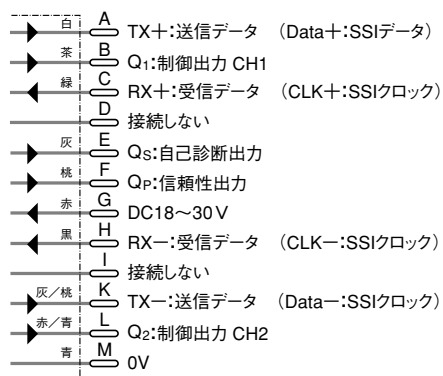 白 A TX＋:送信データ （Data＋:SSIデータ）
茶 B Q₁:制御出力 CH1
緑 C RX＋:受信データ （CLK＋:SSIクロック）
D 接続しない
灰 E Qs:自己診断出力
桃 F QP:信頼性出力
赤 G DC18〜30V
黒 H RX－:受信データ （CLK－:SSIクロック）
I 接続しない
灰／桃 K TX－:送信データ （Data－:SSIクロック）
赤／青 L Q₂:制御出力 CH2
青 M 0V